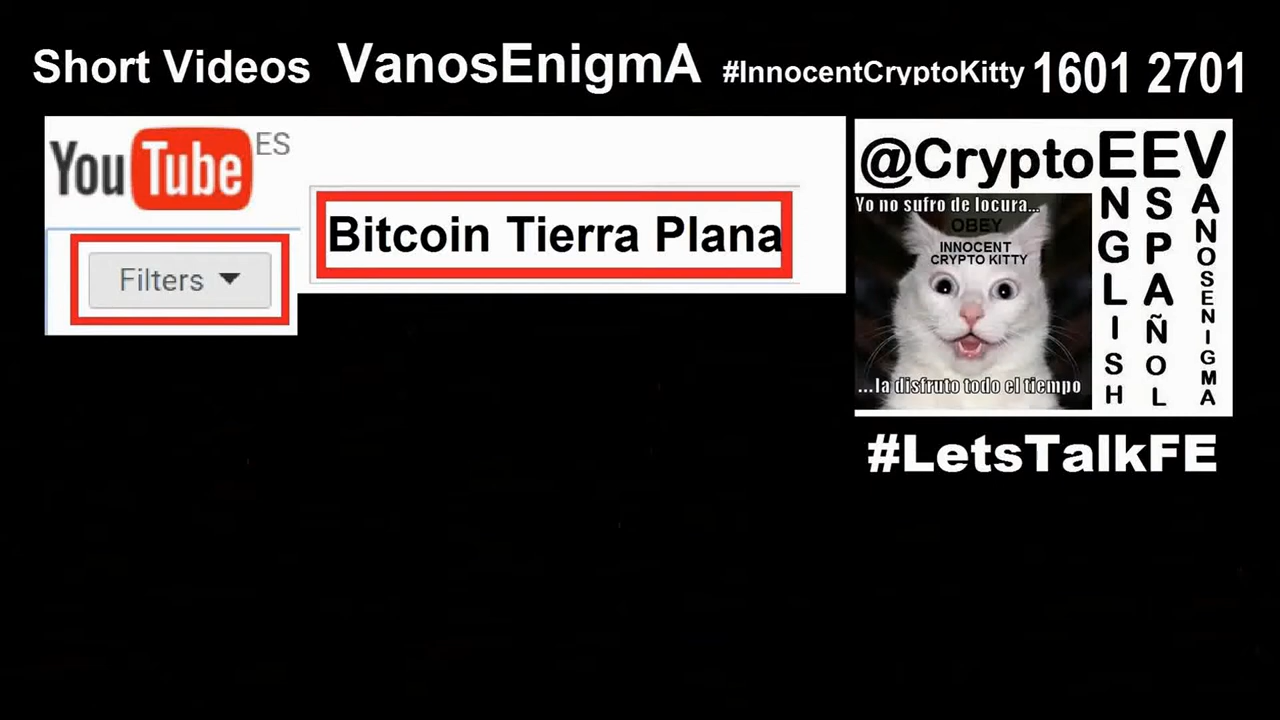 Short Videos VanosEnigmA #InnocentCryptoKitty 1601 2701
YouTube ES
Filters
Bitcoin Tierra Plana
@CryptoEEV
ENGLISH
ESPAÑOL
VANOSENIGMA
Yo no sufro de locura...
OBEY
INNOCENT
CRYPTO KITTY
...la disfruto todo el tiempo
#LetsTalkFE